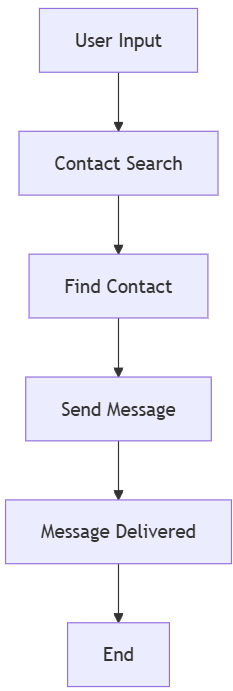 User Input
Contact Search
Find Contact
Send Message
Message Delivered
End